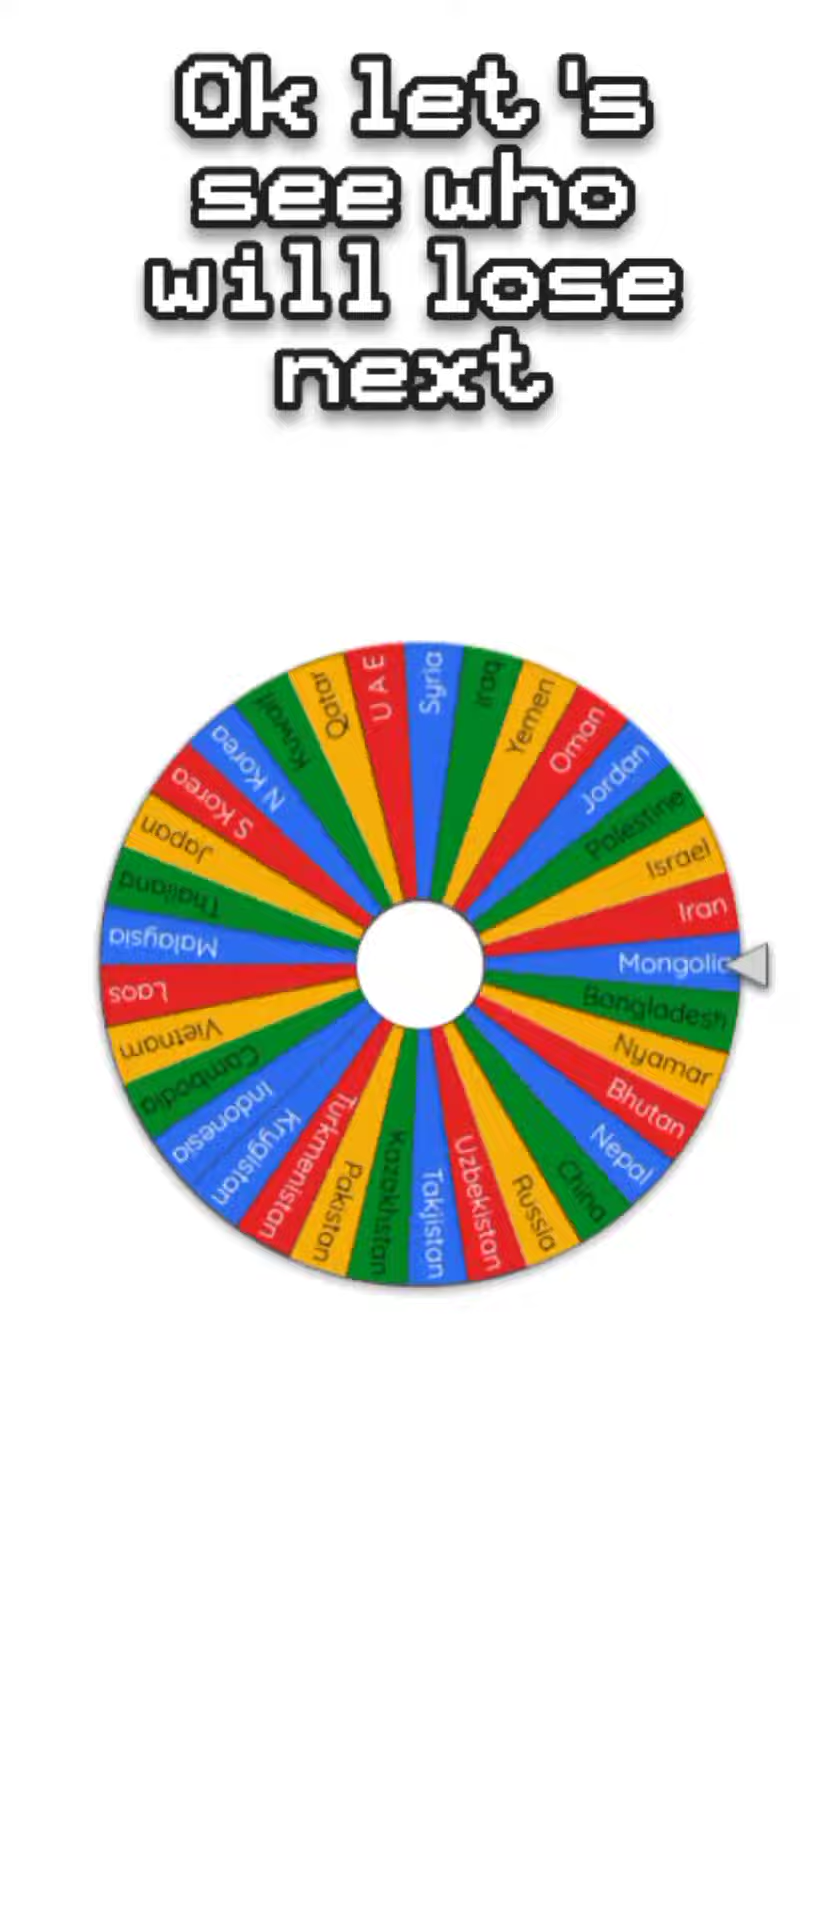 Ok let's
see who
will lose
next
Syria
Iraq
Yemen
Oman
Jordan
Palestine
Israel
Iran
Mongolia
Bangladesh
Nyamar
Bhutan
Nepal
China
Russia
Uzbekistan
Takjistan
Kazakhstan
Pakistan
Turkmenistan
Krygistan
Indonesia
Cambodia
Vietnam
Laos
Malaysia
Thailand
Japan
S Korea
N Korea
Kuwait
Qatar
U A E